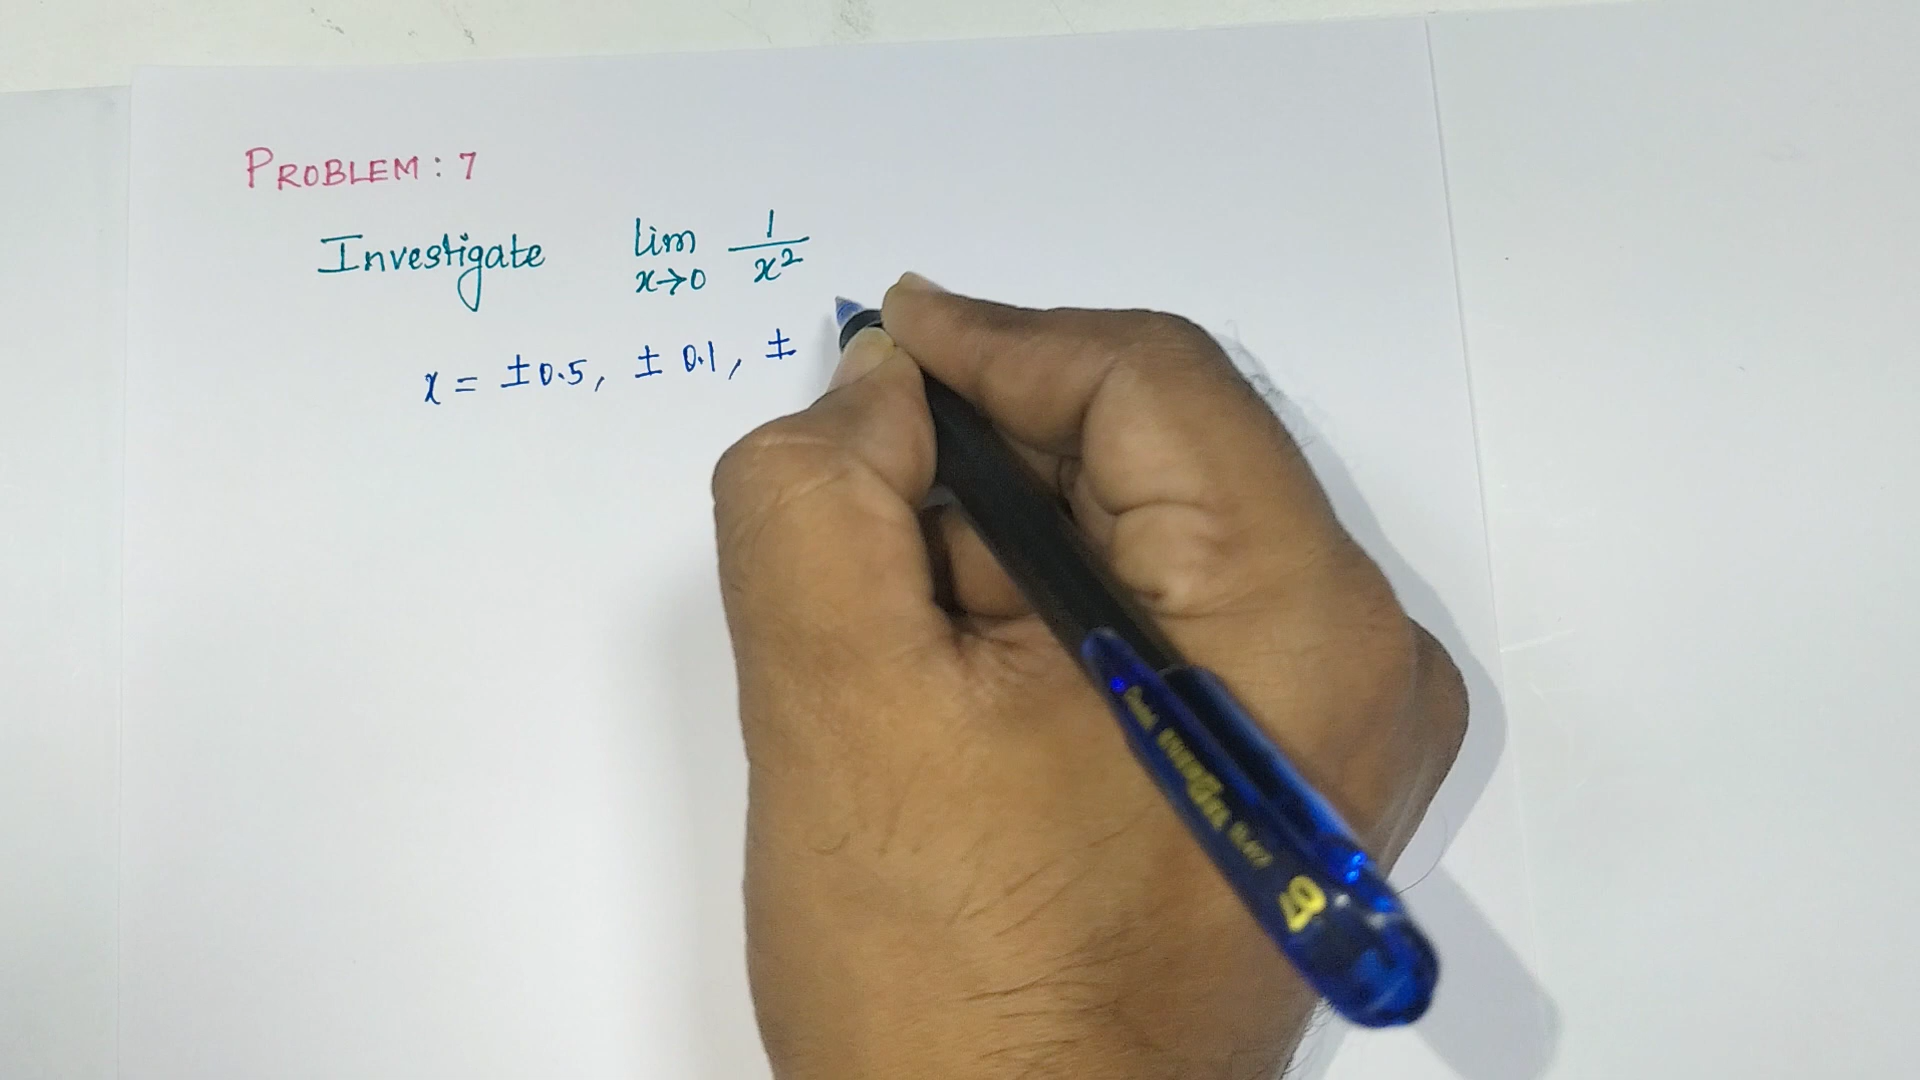 PROBLEM: 7
Investigate lim x→0 1/x²
x = ±0.5, ± 0.1, ±